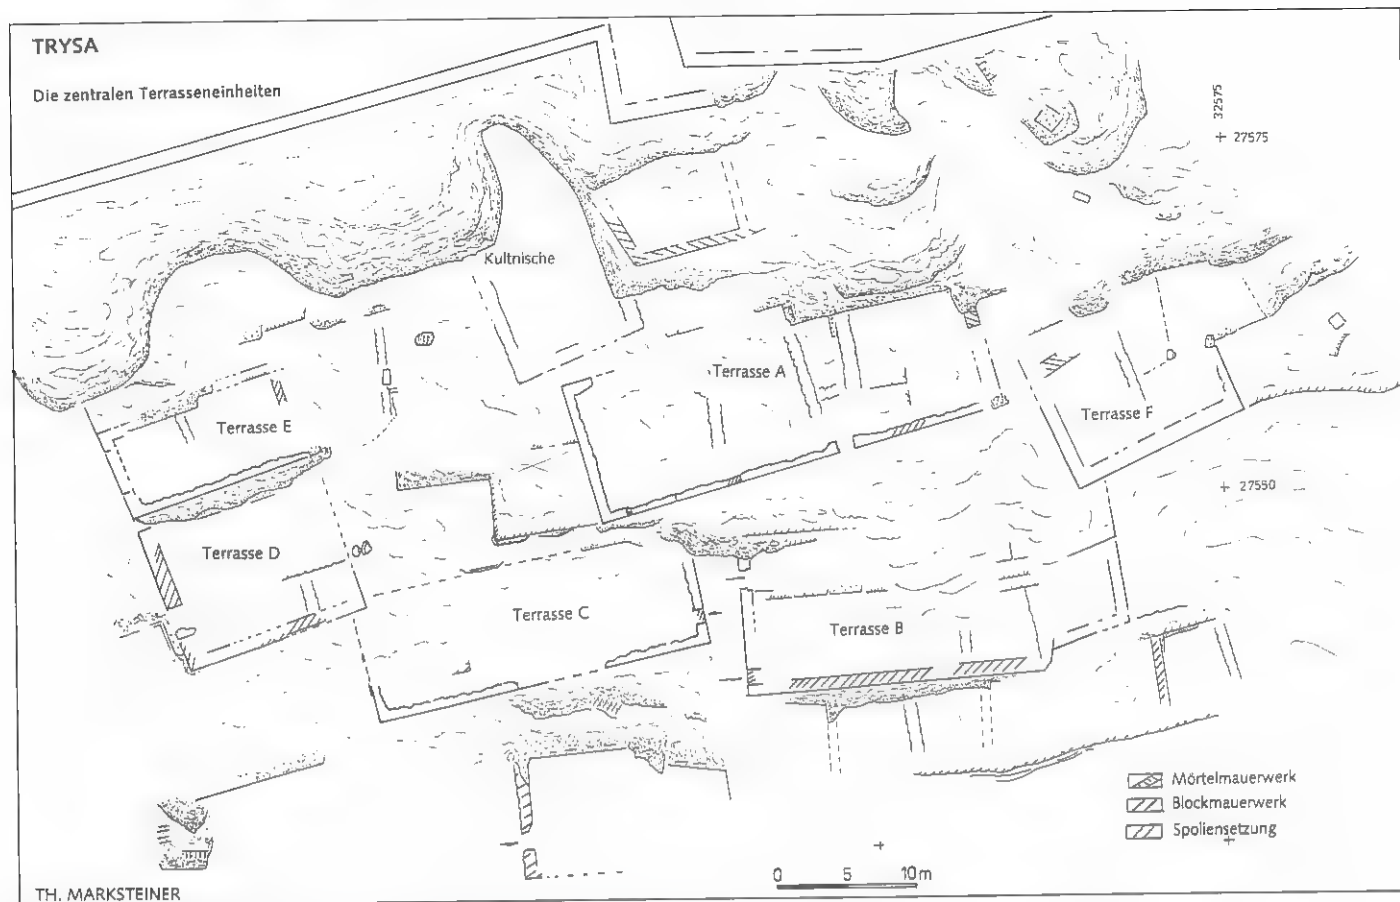 TRYSA
Die zentralen Terrasseneinheiten
32575
+ 27575
Kultnische
Terrasse A
Terrasse F
Terrasse E
+ 27550
Terrasse D
Terrasse C
Terrasse B
Mörtelmauerwerk
Blockmauerwerk
Spoliensetzung
0 5 10m
TH. MARKSTEINER